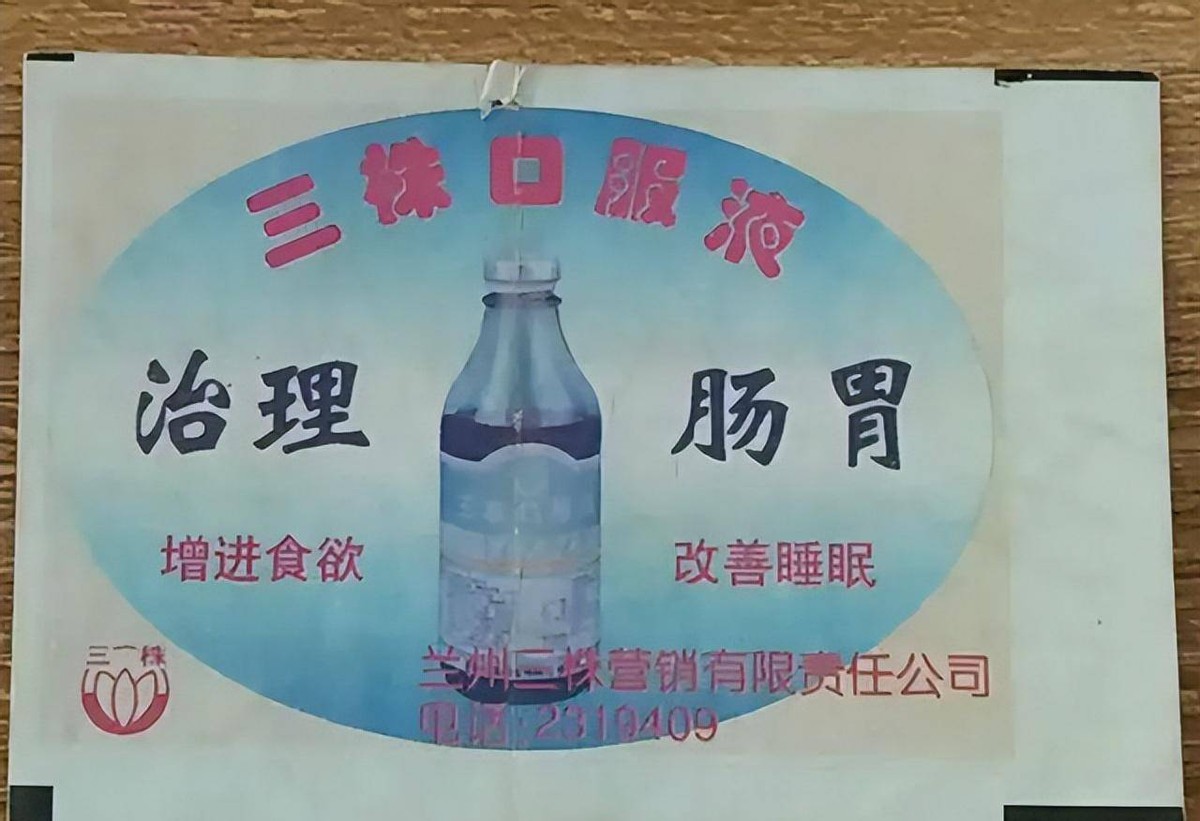 三株口服液
治理 肠胃
增进食欲 改善睡眠
三株
兰州三株营销有限责任公司
电话:2319409